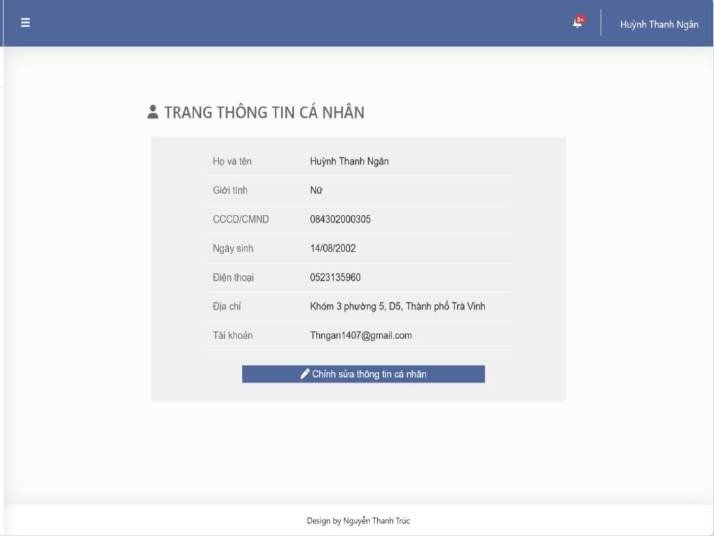 9+
Huỳnh Thanh Ngân
TRANG THÔNG TIN CÁ NHÂN
Họ và tên Huỳnh Thanh Ngân
Giới tính Nữ
CCCD/CMND 084302000305
Ngày sinh 14/08/2002
Điện thoại 0523135960
Địa chỉ Khóm 3 phường 5, D5, Thành phố Trà Vinh
Tài khoản Thngan1407@gmail.com
Chỉnh sửa thông tin cá nhân
Design by Nguyễn Thanh Trúc